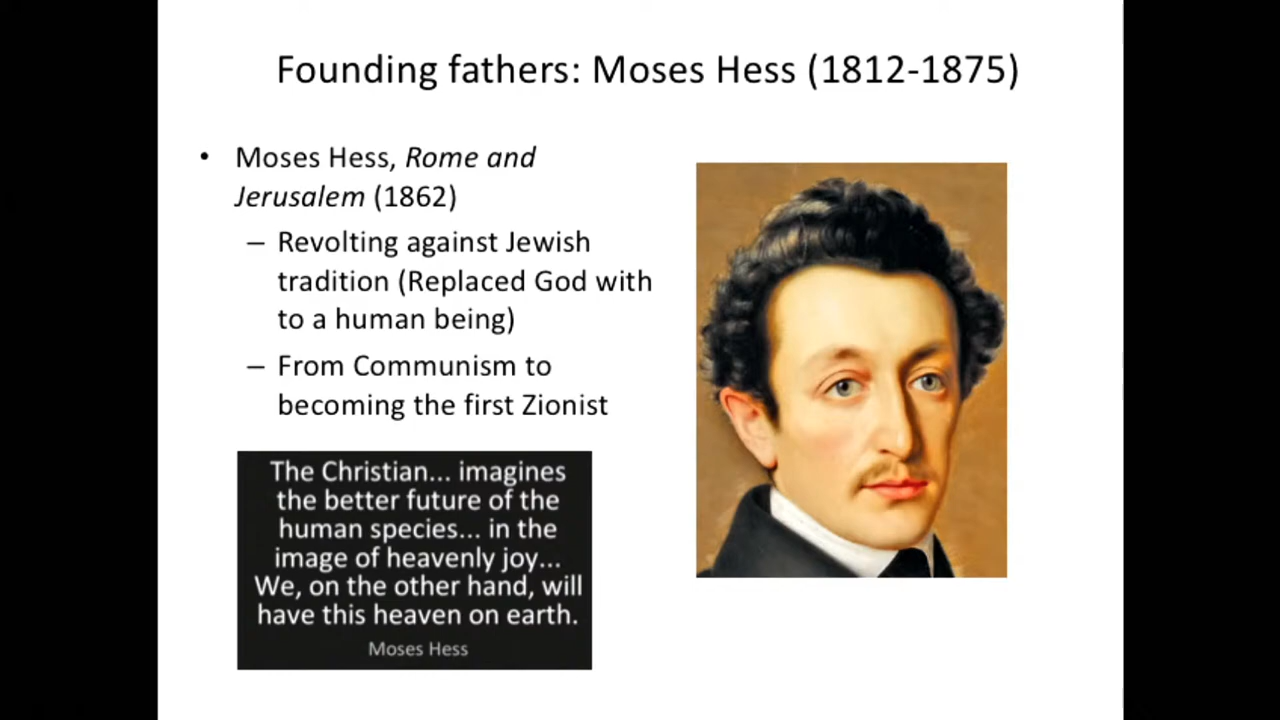 Founding fathers: Moses Hess (1812-1875)
• Moses Hess, Rome and
Jerusalem (1862)
– Revolting against Jewish
tradition (Replaced God with
to a human being)
– From Communism to
becoming the first Zionist
The Christian... imagines
the better future of the
human species... in the
image of heavenly joy...
We, on the other hand, will
have this heaven on earth.
Moses Hess